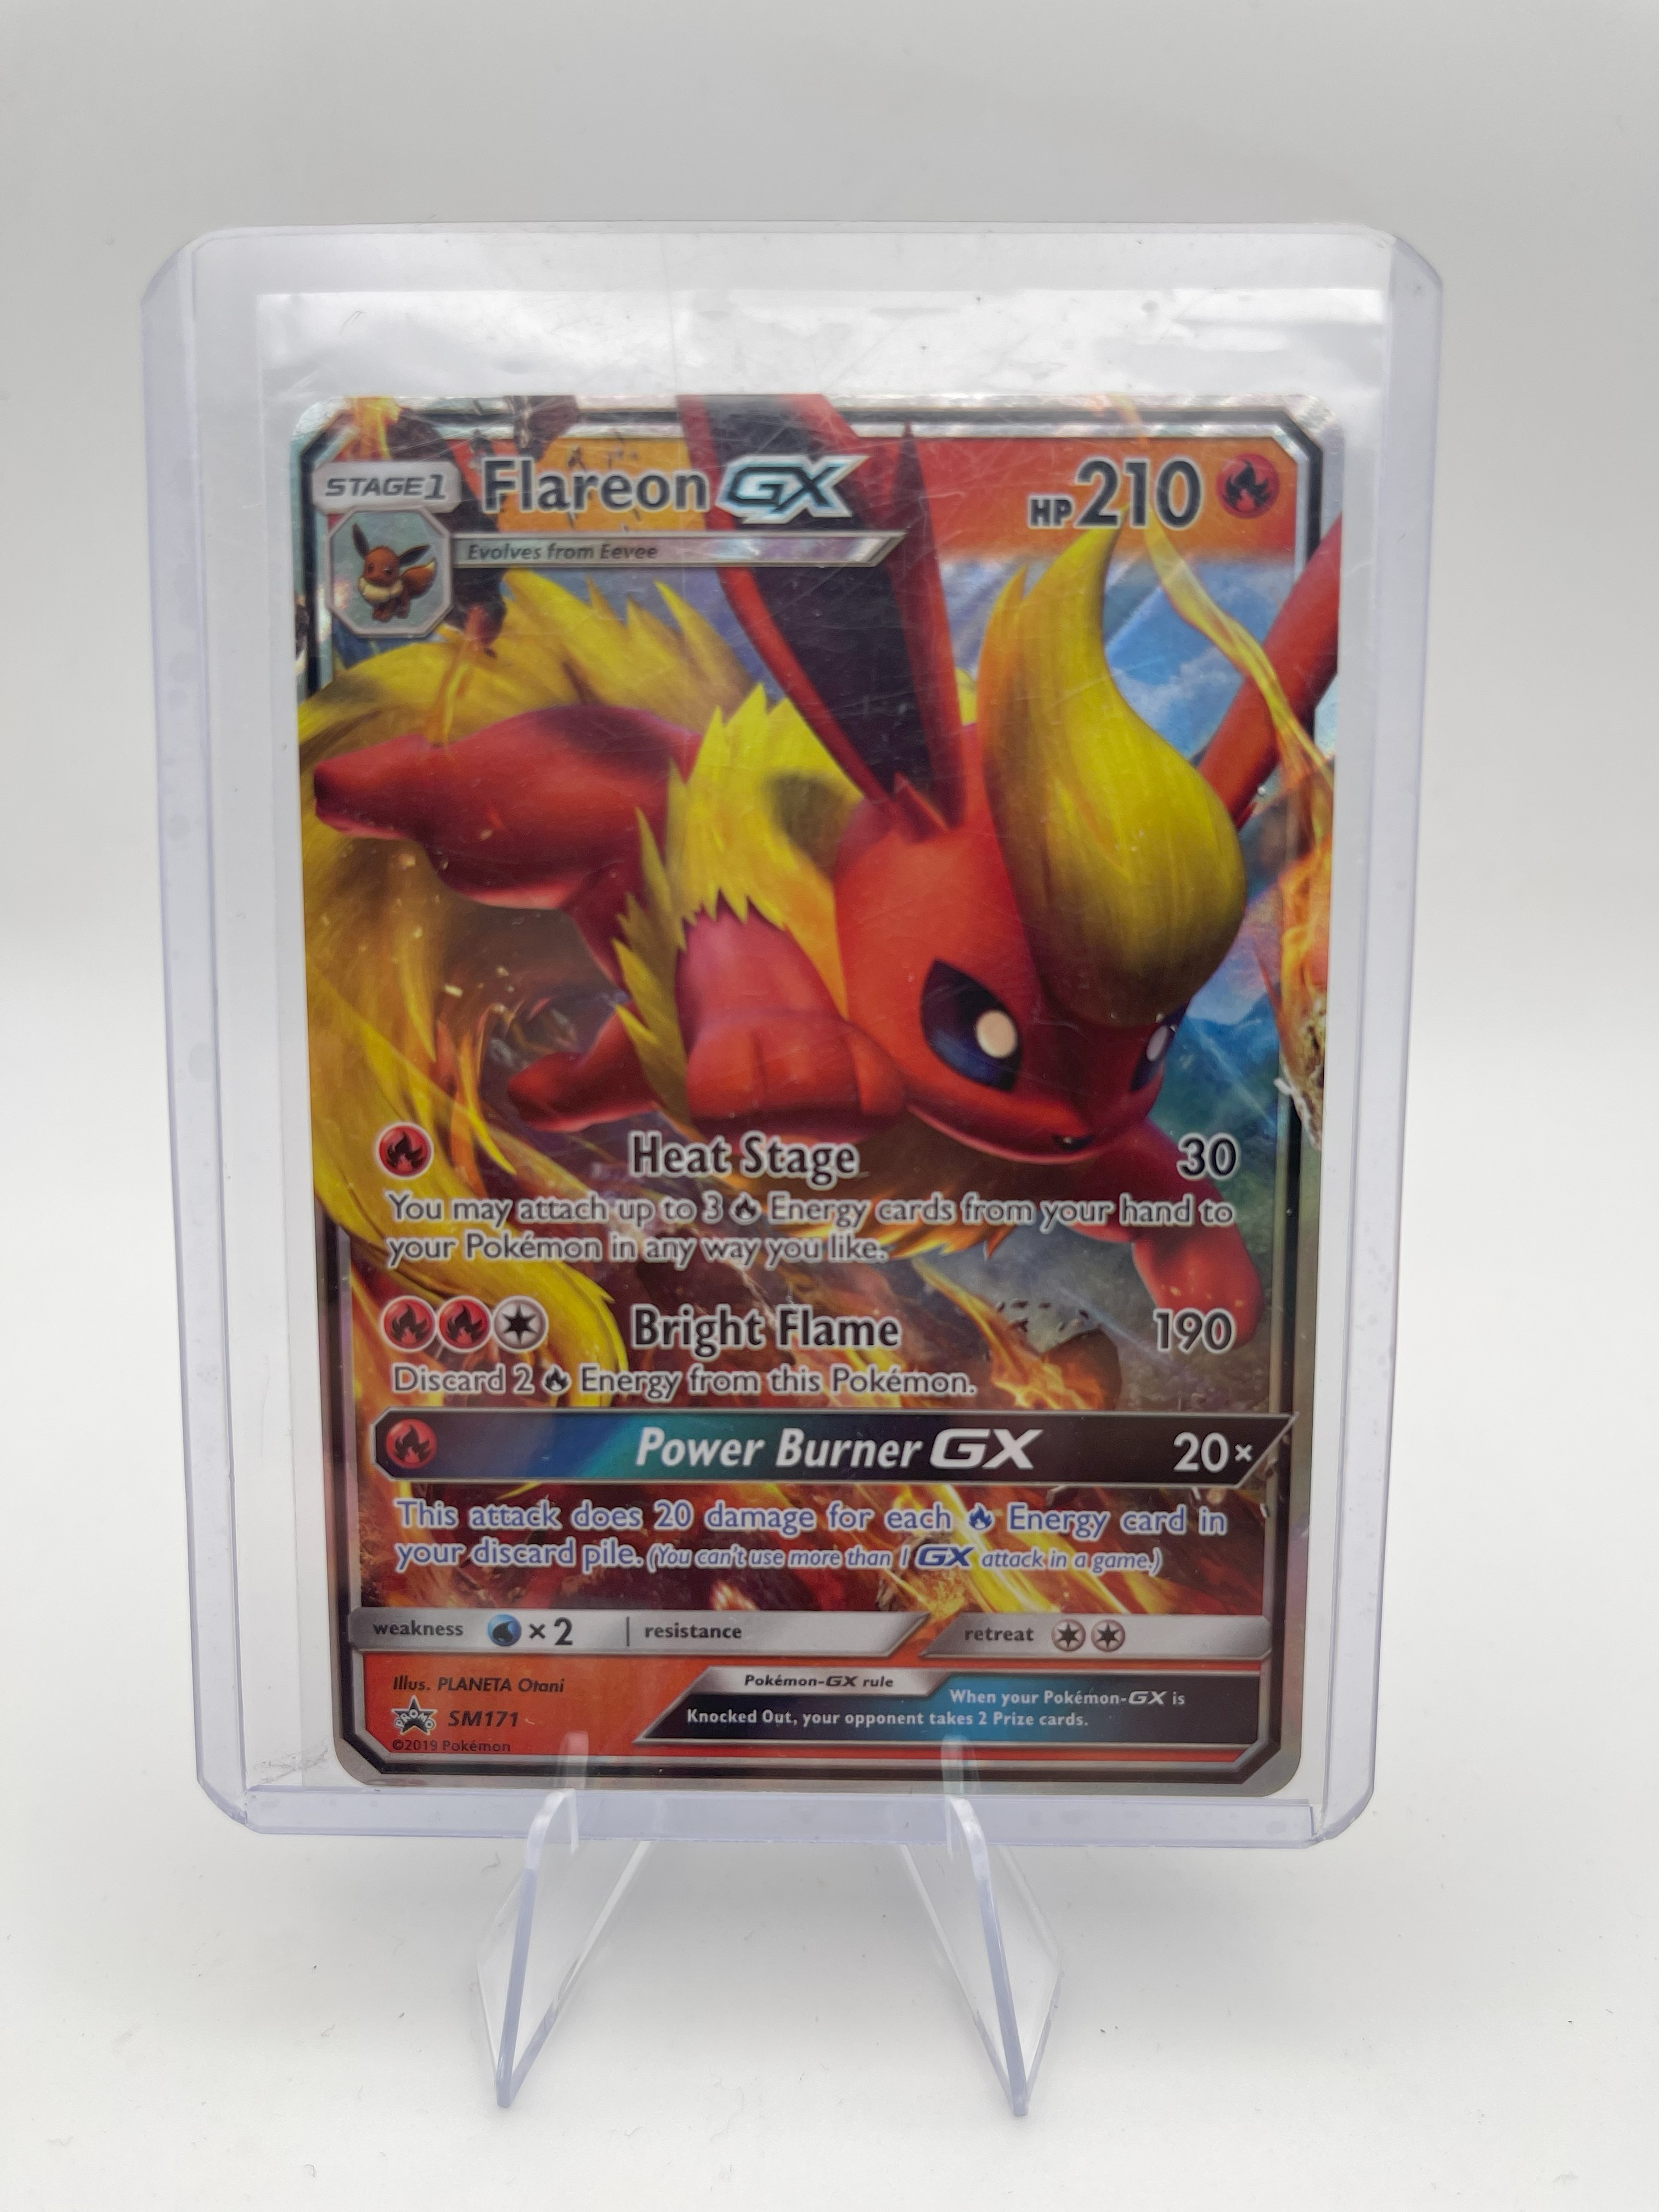 STAGE1 Flareon GX HP 210
Evolves from Eevee
Heat Stage 30
You may attach up to 3 Energy cards from your hand to
your Pokémon in any way you like.
Bright Flame 190
Discard 2 Energy from this Pokémon.
Power Burner GX 20×
This attack does 20 damage for each Energy card in
your discard pile. (You can't use more than 1 GX attack in a game.)
weakness ×2 resistance retreat
Illus. PLANETA Otani
PROMO SM171
©2019 Pokémon
Pokémon-GX rule
When your Pokémon-GX is
Knocked Out, your opponent takes 2 Prize cards.